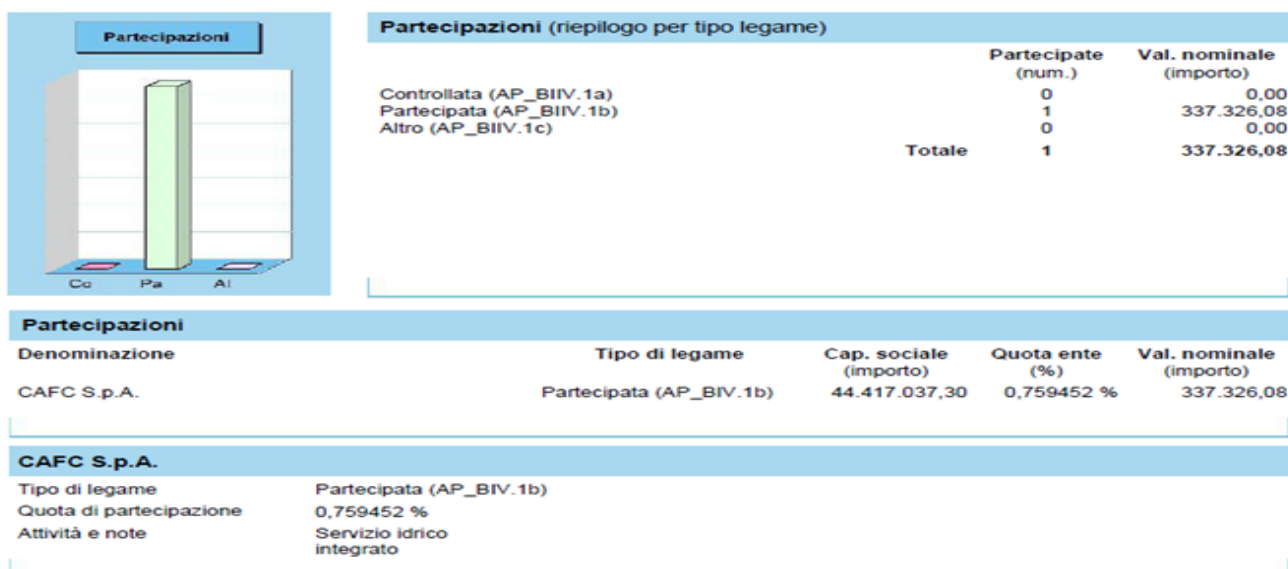 Partecipazioni
Co Pa Al
Partecipazioni (riepilogo per tipo legame)
Partecipate Val. nominale
(num.) (importo)
Controllata (AP_BIIV.1a) 0 0,00
Partecipata (AP_BIIV.1b) 1 337.326,08
Altro (AP_BIIV.1c) 0 0,00
Totale 1 337.326,08
Partecipazioni
Denominazione Tipo di legame Cap. sociale Quota ente Val. nominale
(importo) (%) (importo)
CAFC S.p.A. Partecipata (AP_BIV.1b) 44.417.037,30 0,759452 % 337.326,08
CAFC S.p.A.
Tipo di legame Partecipata (AP_BIV.1b)
Quota di partecipazione 0,759452 %
Attività e note Servizio idrico
integrato